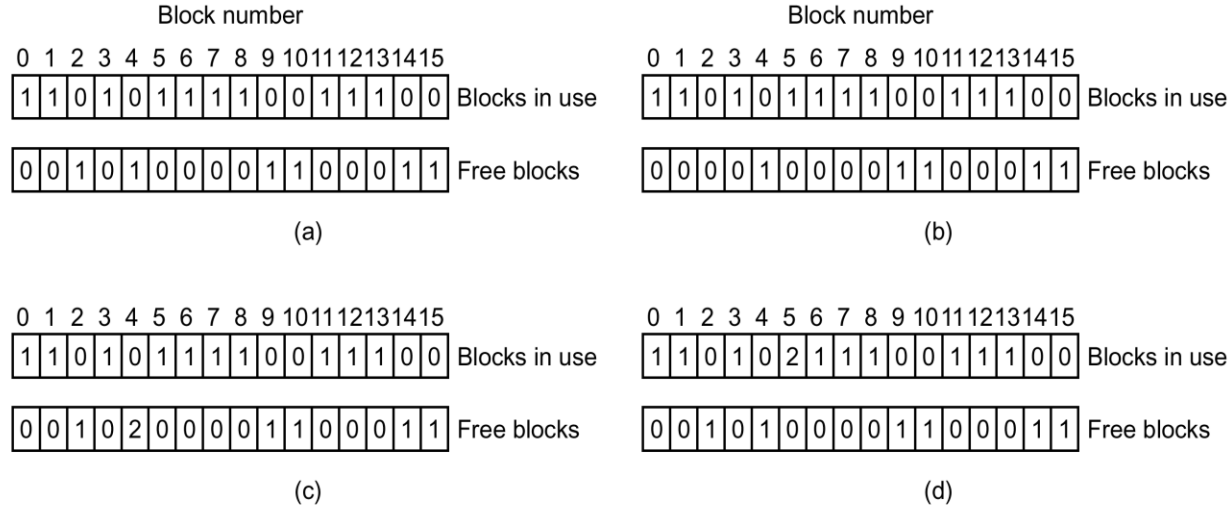 Block number
0 1 2 3 4 5 6 7 8 9 10 11 12 13 14 15
1 1 0 1 0 1 1 1 1 0 0 1 1 1 0 0 Blocks in use
0 0 1 0 1 0 0 0 0 1 1 0 0 0 1 1 Free blocks
(a)
Block number
0 1 2 3 4 5 6 7 8 9 10 11 12 13 14 15
1 1 0 1 0 1 1 1 1 0 0 1 1 1 0 0 Blocks in use
0 0 0 0 1 0 0 0 0 1 1 0 0 0 1 1 Free blocks
(b)
0 1 2 3 4 5 6 7 8 9 10 11 12 13 14 15
1 1 0 1 0 1 1 1 1 0 0 1 1 1 0 0 Blocks in use
0 0 1 0 2 0 0 0 0 1 1 0 0 0 1 1 Free blocks
(c)
0 1 2 3 4 5 6 7 8 9 10 11 12 13 14 15
1 1 0 1 0 2 1 1 1 0 0 1 1 1 0 0 Blocks in use
0 0 1 0 1 0 0 0 0 1 1 0 0 0 1 1 Free blocks
(d)